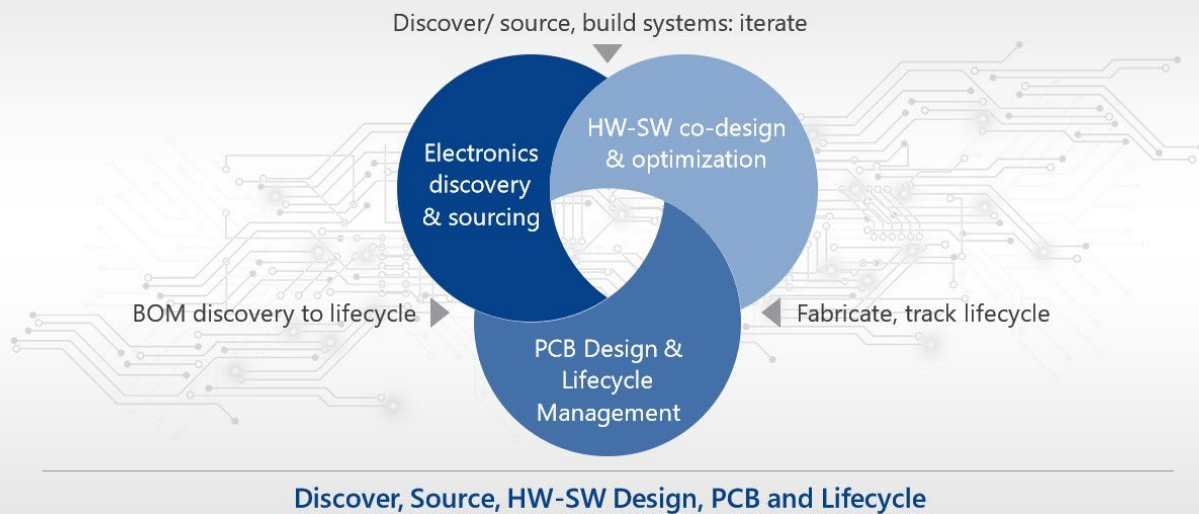 Discover/ source, build systems: iterate
Electronics
discovery
& sourcing
HW-SW co-design
& optimization
BOM discovery to lifecycle
Fabricate, track lifecycle
PCB Design &
Lifecycle
Management
Discover, Source, HW-SW Design, PCB and Lifecycle